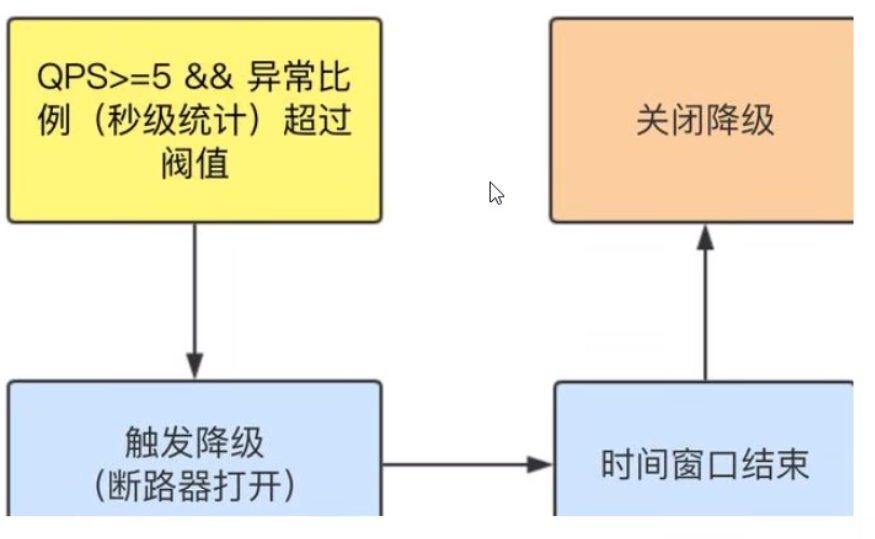 QPS>=5 && 异常比
例（秒级统计）超过
阀值
关闭降级
触发降级
（断路器打开）
时间窗口结束